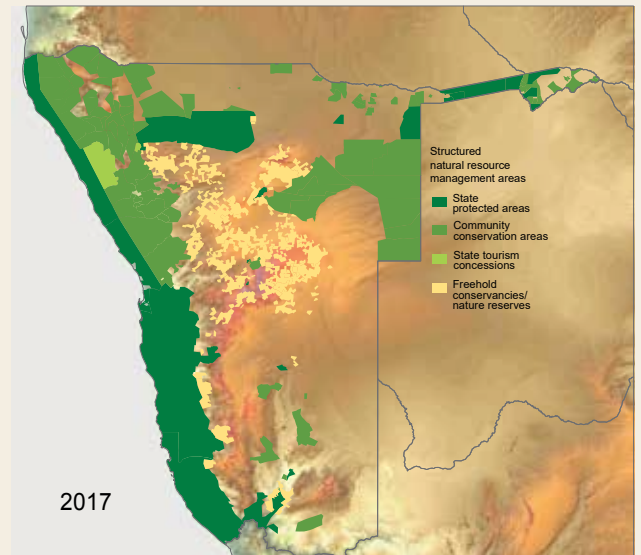 Structured
natural resource
management areas
State
protected areas
Community
conservation areas
State tourism
concessions
Freehold
conservancies/
nature reserves
2017